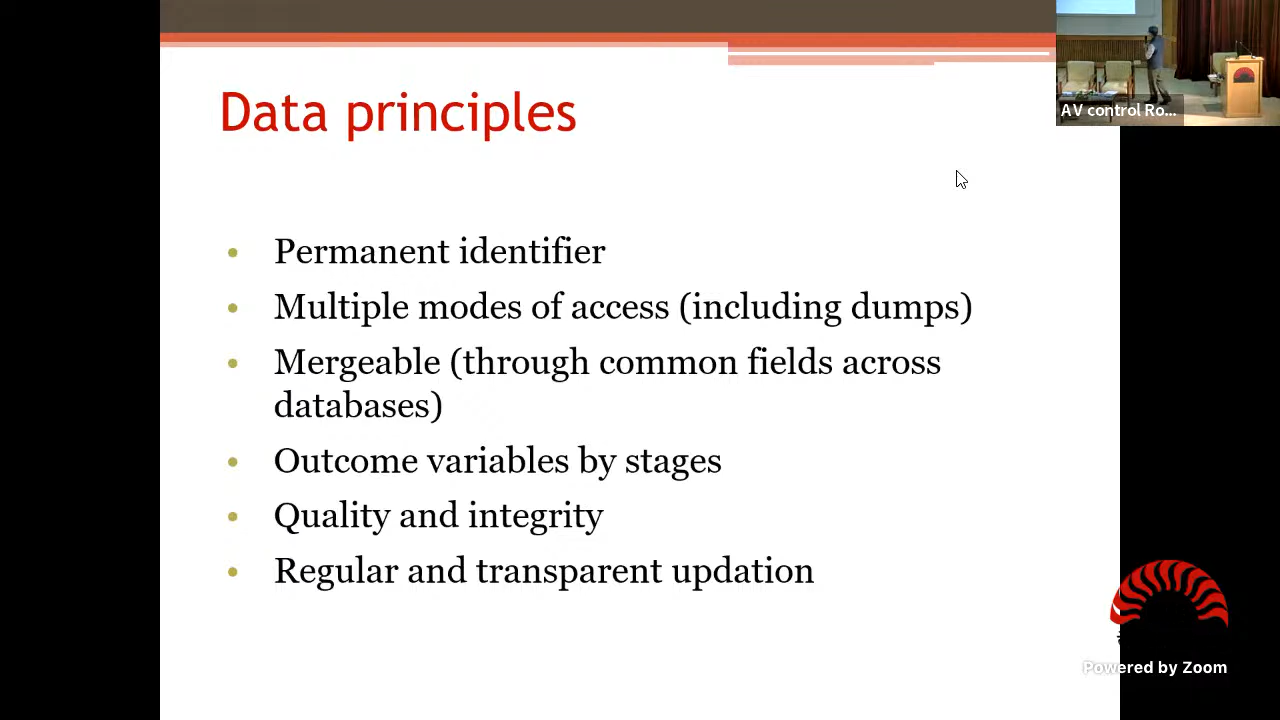 AV control Ro...
Data principles
• Permanent identifier
• Multiple modes of access (including dumps)
• Mergeable (through common fields across
databases)
• Outcome variables by stages
• Quality and integrity
• Regular and transparent updation
Powered by Zoom